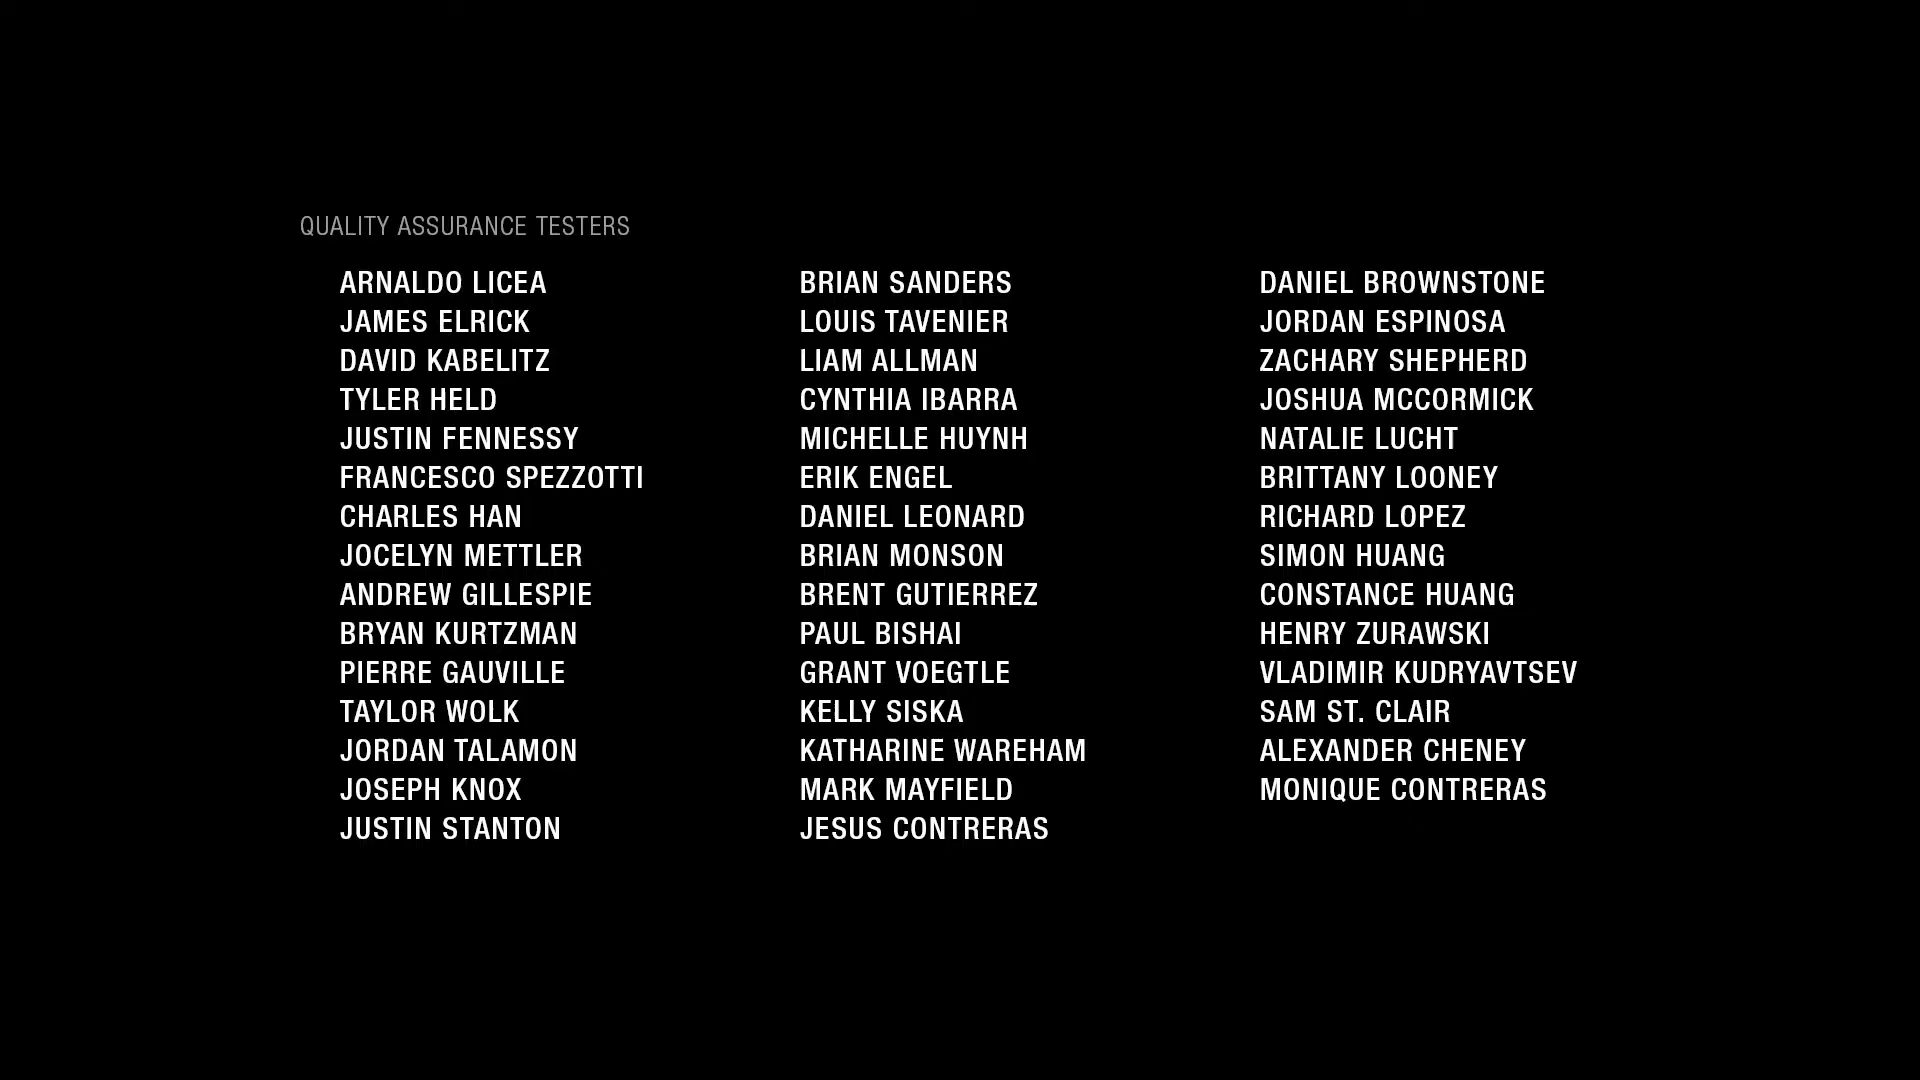 QUALITY ASSURANCE TESTERS
ARNALDO LICEA
JAMES ELRICK
DAVID KABELITZ
TYLER HELD
JUSTIN FENNESSY
FRANCESCO SPEZZOTTI
CHARLES HAN
JOCELYN METTLER
ANDREW GILLESPIE
BRYAN KURTZMAN
PIERRE GAUVILLE
TAYLOR WOLK
JORDAN TALAMON
JOSEPH KNOX
JUSTIN STANTON
BRIAN SANDERS
LOUIS TAVENIER
LIAM ALLMAN
CYNTHIA IBARRA
MICHELLE HUYNH
ERIK ENGEL
DANIEL LEONARD
BRIAN MONSON
BRENT GUTIERREZ
PAUL BISHAI
GRANT VOEGTLE
KELLY SISKA
KATHARINE WAREHAM
MARK MAYFIELD
JESUS CONTRERAS
DANIEL BROWNSTONE
JORDAN ESPINOSA
ZACHARY SHEPHERD
JOSHUA MCCORMICK
NATALIE LUCHT
BRITTANY LOONEY
RICHARD LOPEZ
SIMON HUANG
CONSTANCE HUANG
HENRY ZURAWSKI
VLADIMIR KUDRYAVTSEV
SAM ST. CLAIR
ALEXANDER CHENEY
MONIQUE CONTRERAS